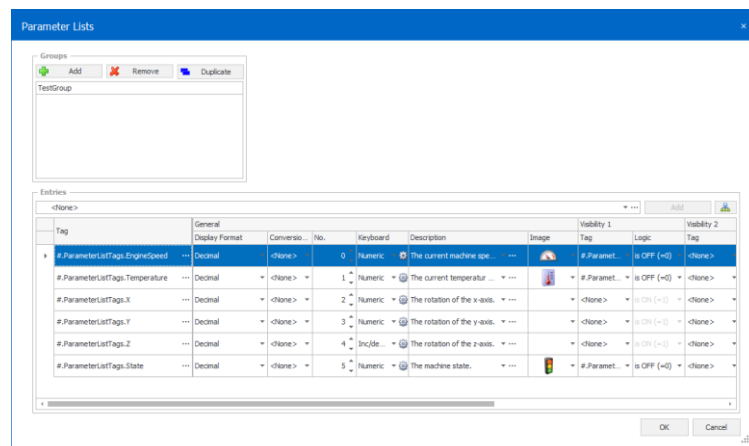 Parameter Lists
Groups
Add Remove Duplicate
TestGroup
Entries
<None> Add
Tag General Visibility 1 Visibility 2
Display Format Conversio... No. Keyboard Description Image Tag Logic Tag
#.ParameterListTags.EngineSpeed ... Decimal <None> 0 Numeric The current machine spe... ... #.Paramet... is OFF (=0) <None>
#.ParameterListTags.Temperature ... Decimal <None> 1 Numeric The current temperatur ... ... #.Paramet... is OFF (=0) <None>
#.ParameterListTags.X ... Decimal <None> 2 Numeric The rotation of the x-axis. ... <None> is ON (=1) <None>
#.ParameterListTags.Y ... Decimal <None> 3 Numeric The rotation of the y-axis. ... <None> is ON (=1) <None>
#.ParameterListTags.Z ... Decimal <None> 4 Inc/de... The rotation of the z-axis. ... <None> is ON (=1) <None>
#.ParameterListTags.State ... Decimal <None> 5 Numeric The machine state. ... #.Paramet... is OFF (=0) <None>
OK Cancel